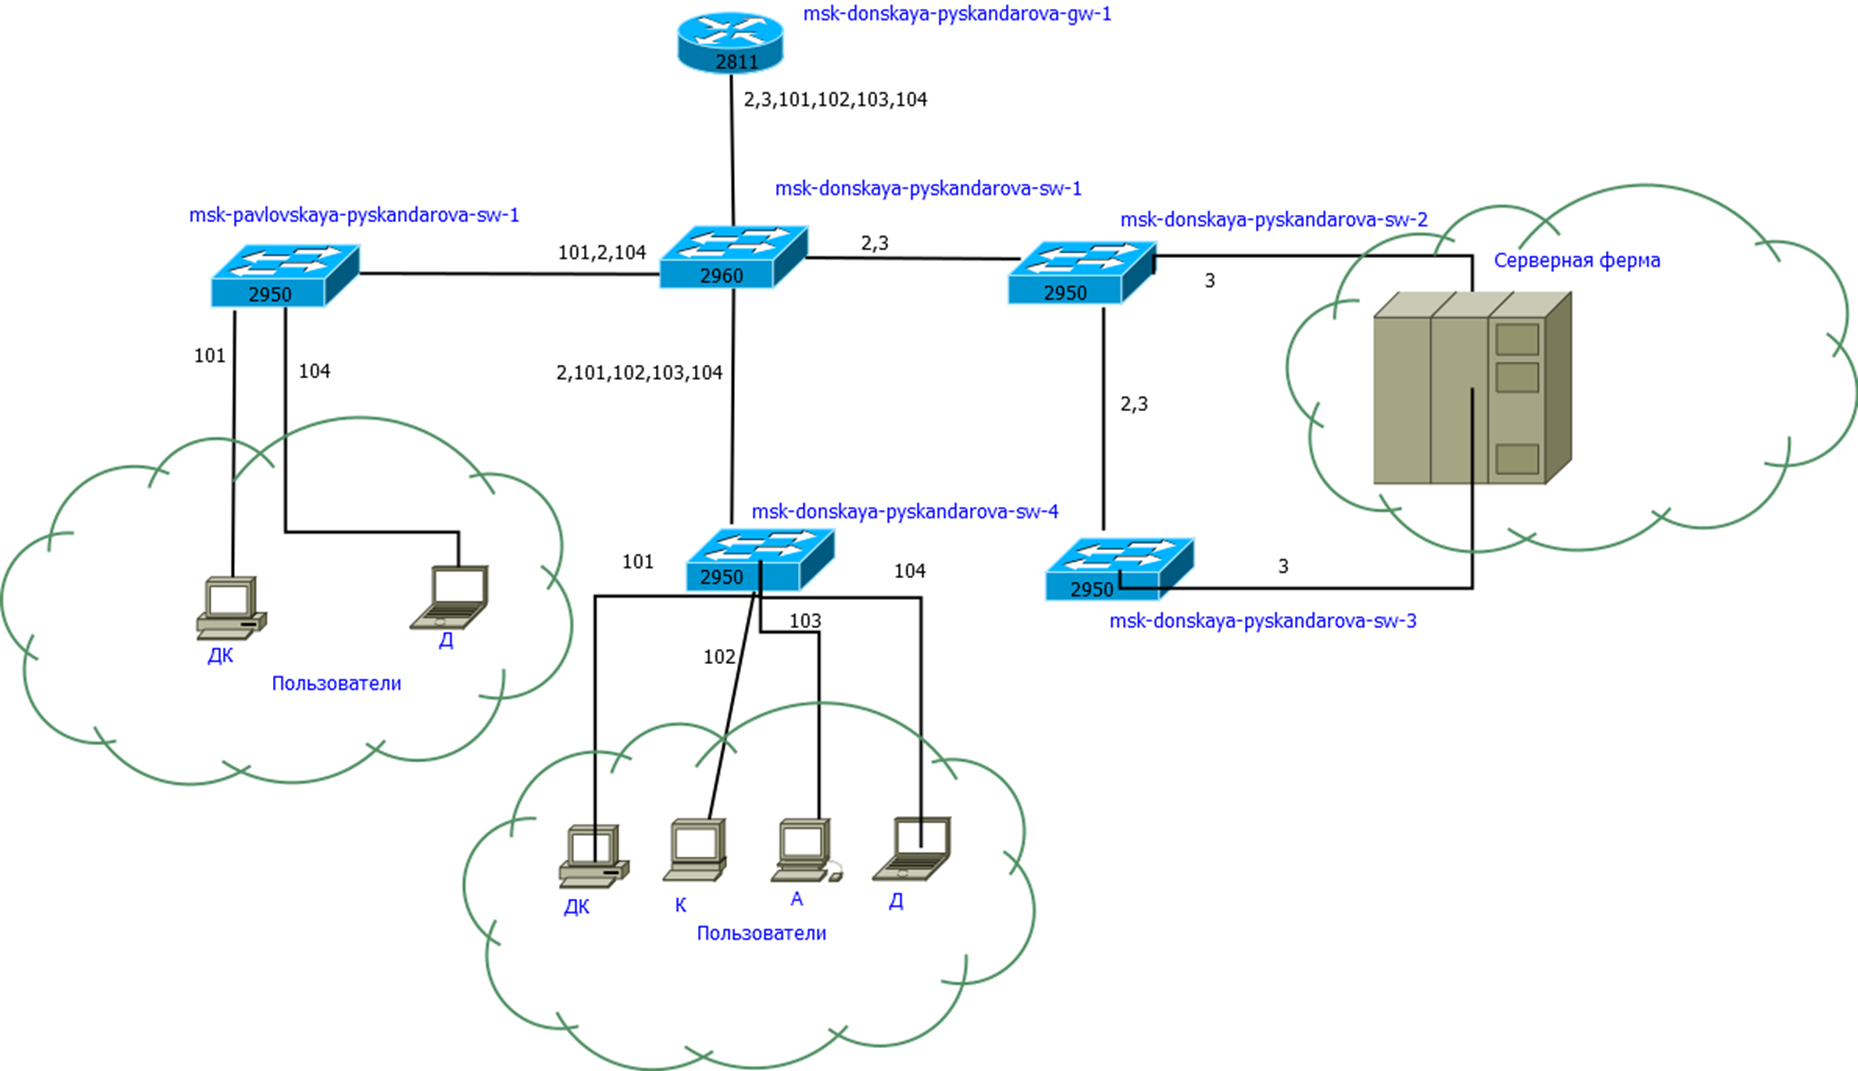 msk-donskaya-pyskandarova-gw-1
2811
2,3,101,102,103,104
msk-donskaya-pyskandarova-sw-1
msk-pavlovskaya-pyskandarova-sw-1
msk-donskaya-pyskandarova-sw-2
101,2,104
2,3
Серверная ферма
2960
3
2950
2950
101
104
2,101,102,103,104
2,3
msk-donskaya-pyskandarova-sw-4
101
2950
104
3
2950
103
msk-donskaya-pyskandarova-sw-3
Д
ДК
102
Пользователи
ДК
К
А
Д
Пользователи